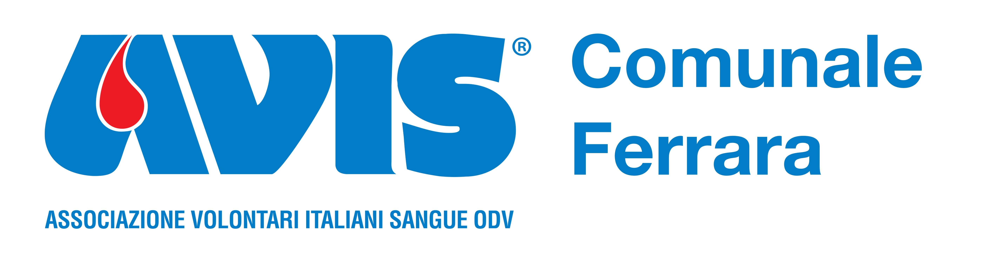 AVIS®
Comunale
Ferrara
ASSOCIAZIONE VOLONTARI ITALIANI SANGUE ODV